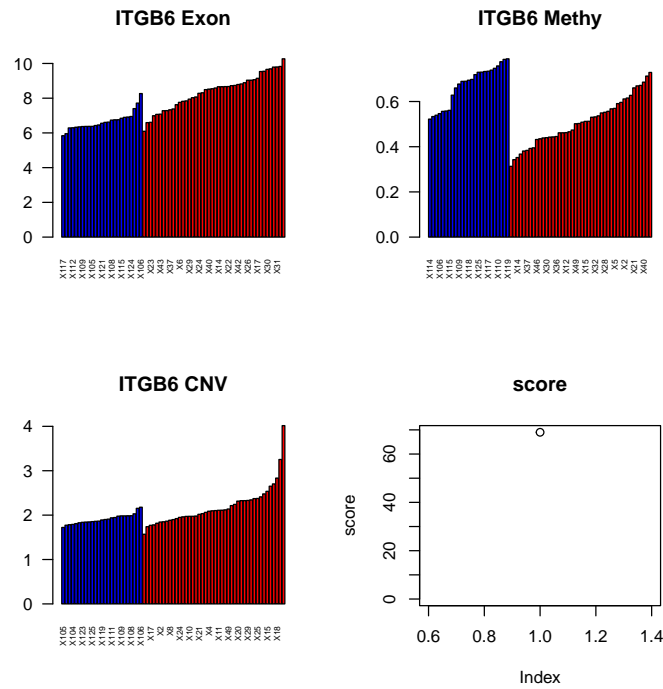 ITGB6 Exon
10
8
6
4
2
0
X117 X112 X109 X105 X121 X108 X115 X124 X106 X23 X43 X37 X6 X29 X24 X40 X14 X22 X42 X26 X17 X30 X31
ITGB6 Methy
0.6
0.4
0.2
0.0
X114 X106 X115 X109 X118 X125 X117 X110 X119 X14 X37 X46 X30 X36 X12 X49 X15 X32 X28 X5 X2 X21 X40
ITGB6 CNV
4
3
2
1
0
X105 X104 X123 X125 X119 X111 X109 X108 X106 X17 X2 X8 X24 X10 X21 X4 X11 X49 X20 X29 X25 X15 X18
score
score
60
40
20
0
0.6 0.8 1.0 1.2 1.4
Index